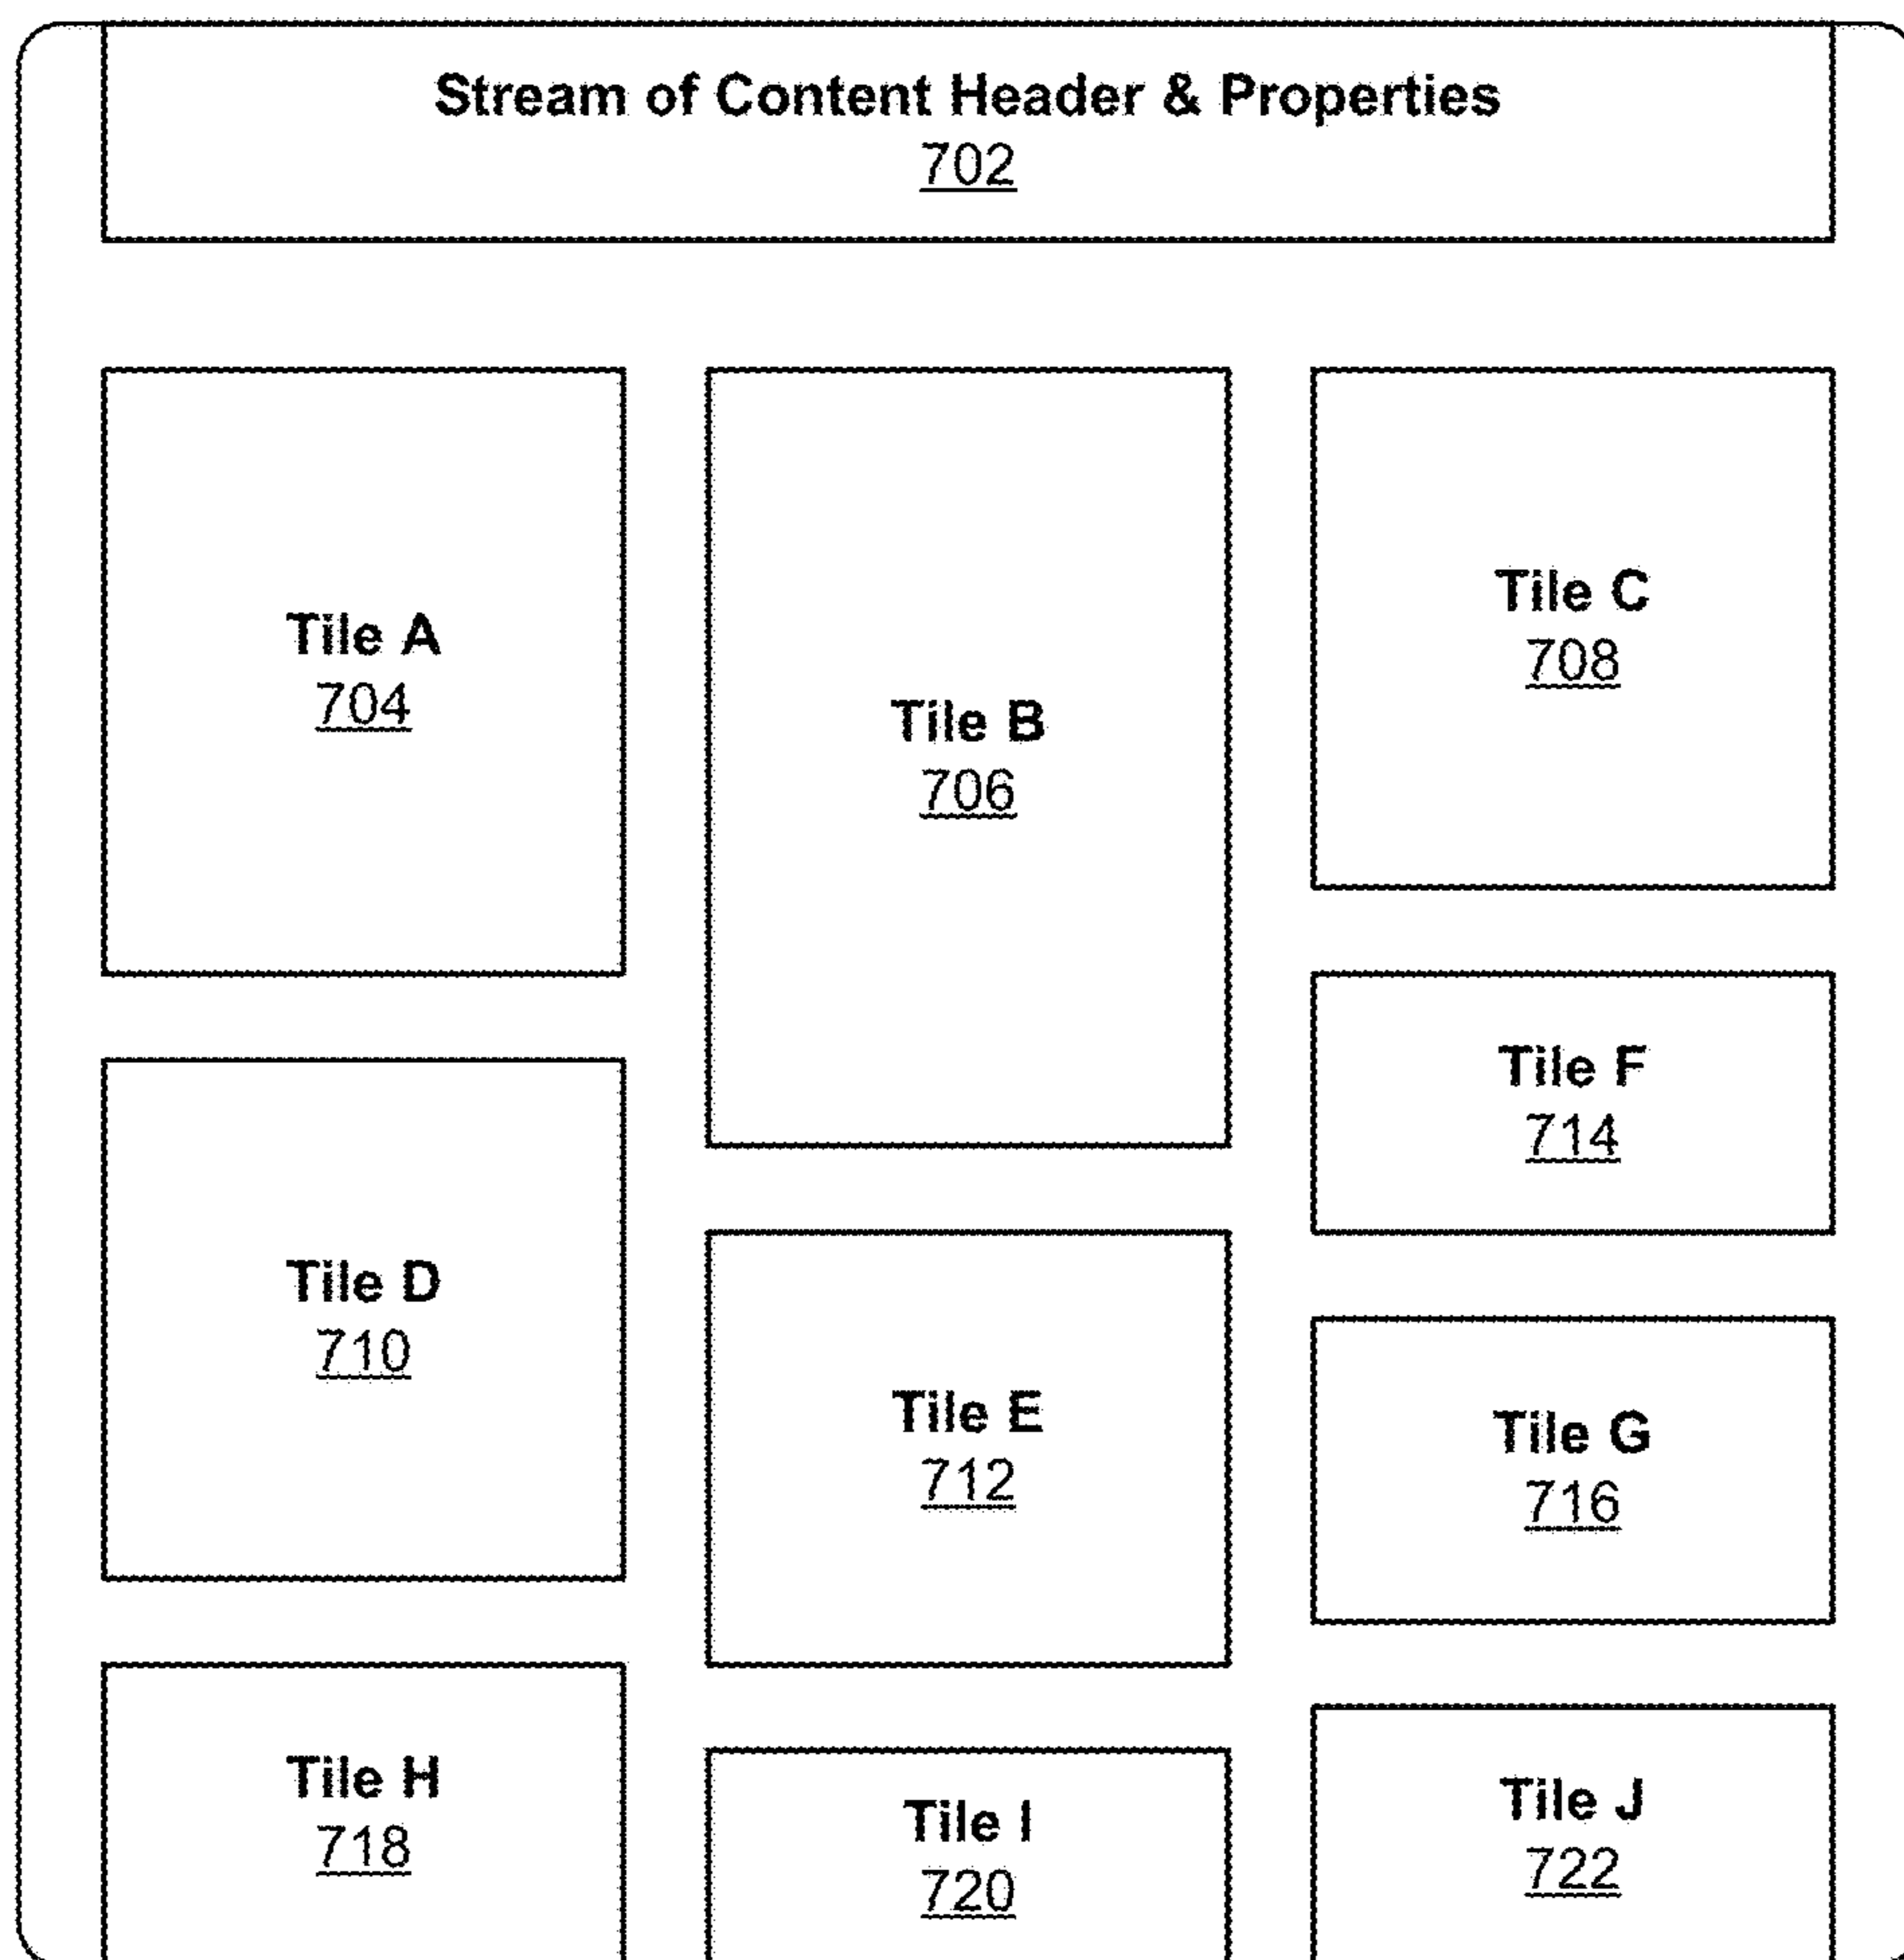 Stream of Content Header & Properties
702
Tile A
704
Tile B
706
Tile C
708
Tile D
710
Tile E
712
Tile F
714
Tile G
716
Tile H
718
Tile I
720
Tile J
722